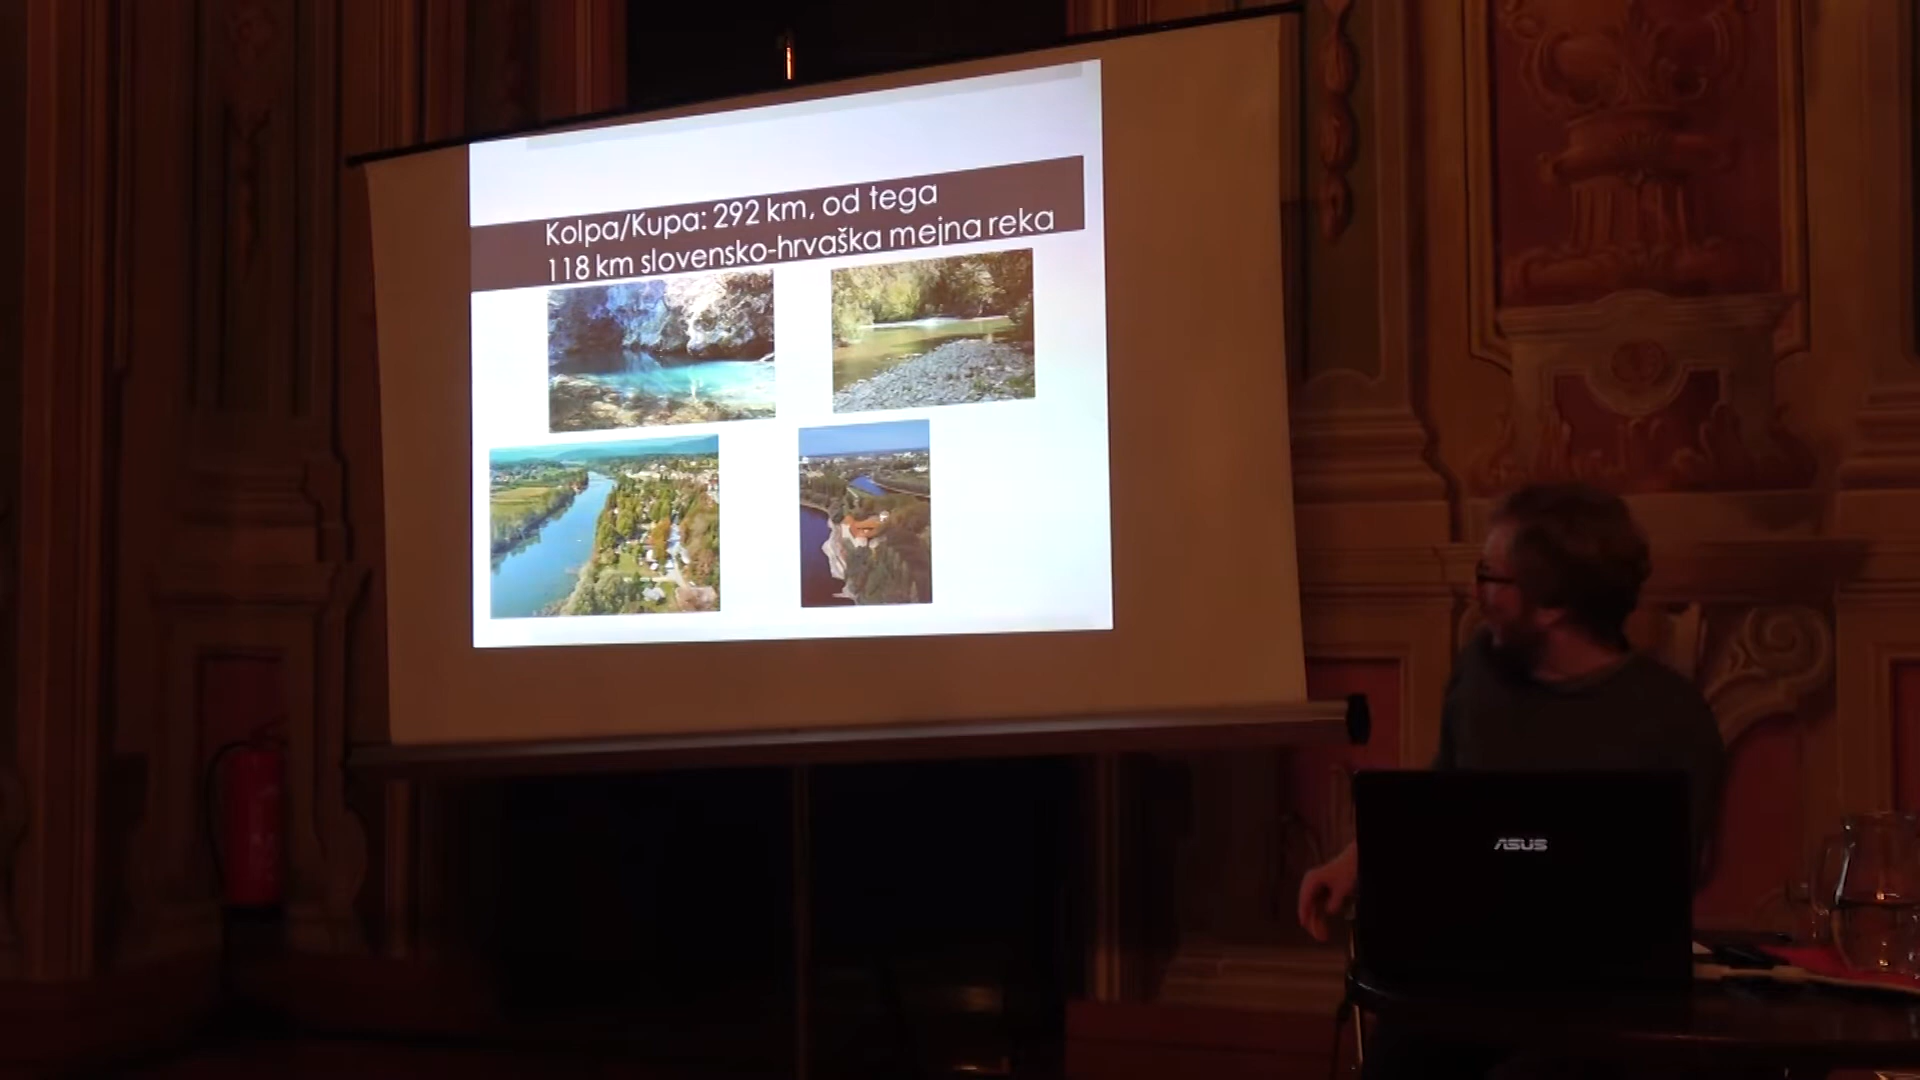 Kolpa/Kupa: 292 km, od tega
118 km slovensko-hrvaška mejna reka
ASUS